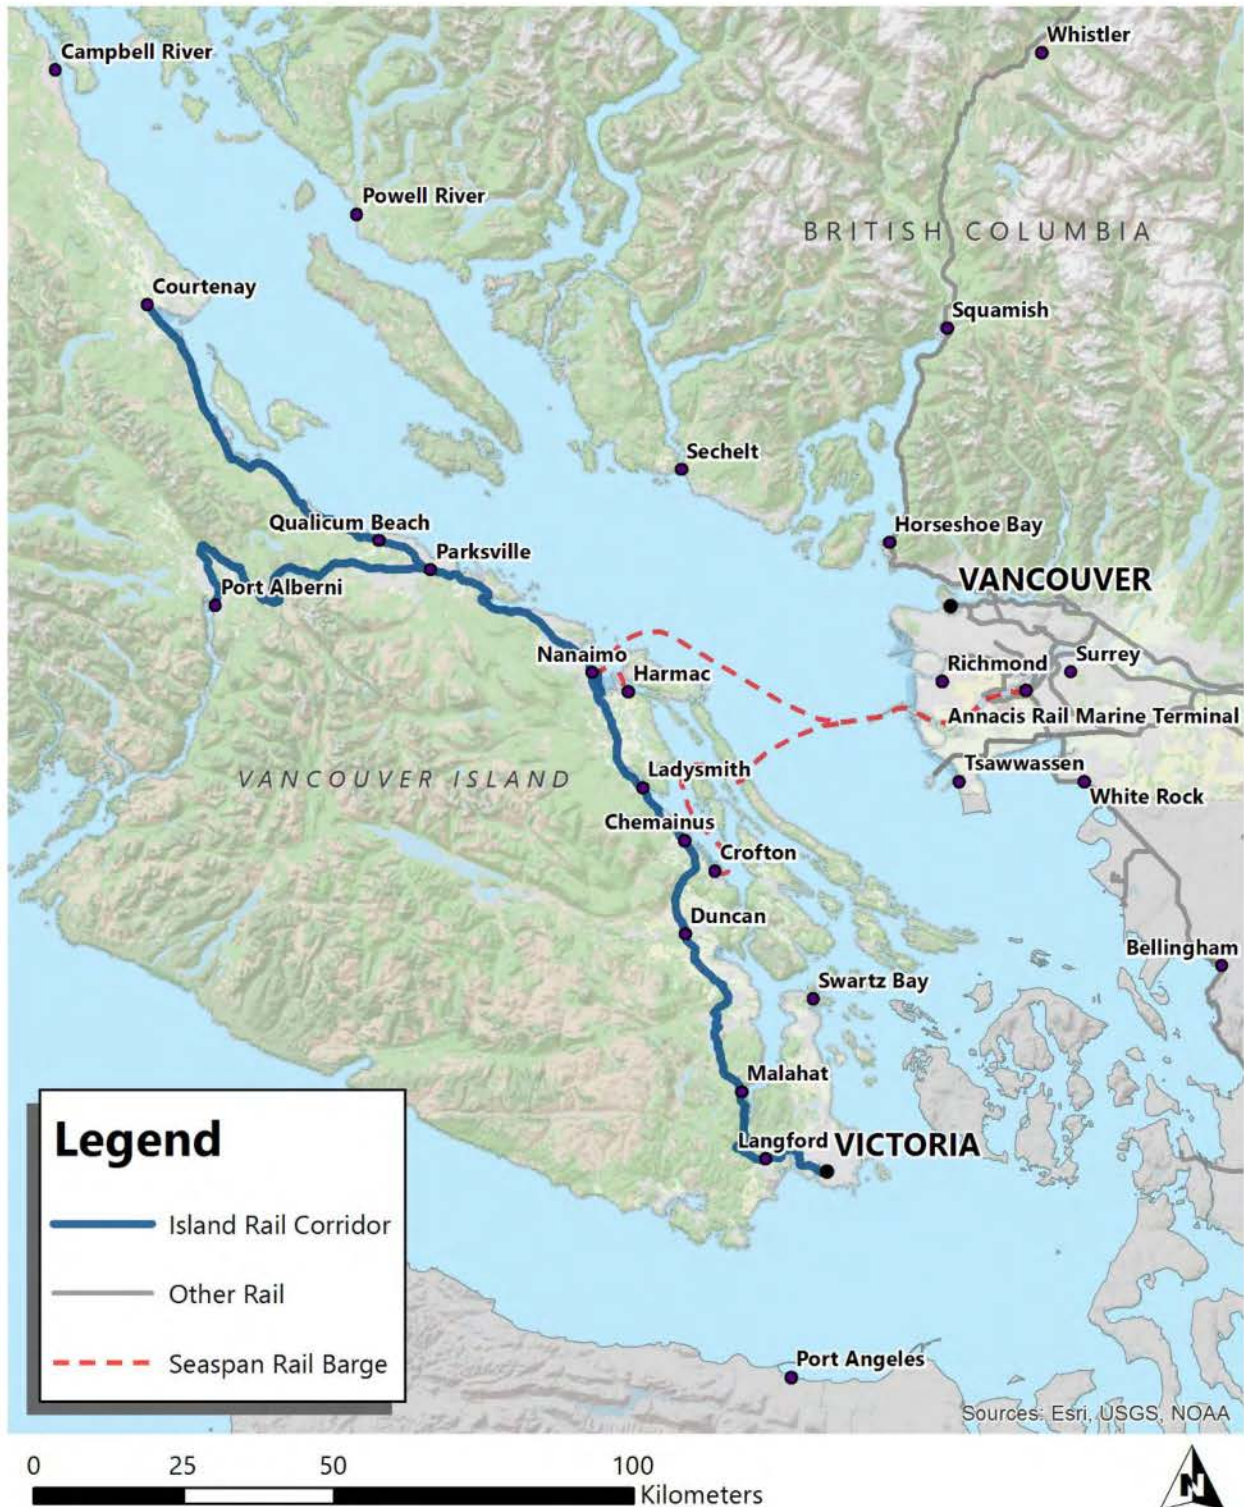 Campbell River
Whistler
Powell River
BRITISH COLUMBIA
Courtenay
Squamish
Sechelt
Qualicum Beach
Horseshoe Bay
Parksville
VANCOUVER
Port Alberni
Nanaimo
Harmac
Richmond
Surrey
Annacis Rail Marine Terminal
VANCOUVER ISLAND
Ladysmith
Tsawwassen
White Rock
Chemainus
Crofton
Duncan
Bellingham
Swartz Bay
Malahat
Langford
VICTORIA
Legend
Island Rail Corridor
Other Rail
Seaspan Rail Barge
Port Angeles
Sources: Esri, USGS, NOAA
0 25 50 100
Kilometers
N